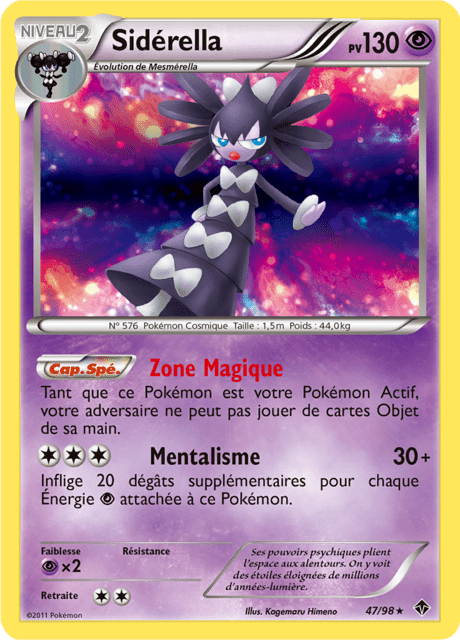 NIVEAU2
Sidérella
PV130
Évolution de Mesmérella
N° 576 Pokémon Cosmique Taille : 1,5m Poids : 44,0kg
Cap. Spé. Zone Magique
Tant que ce Pokémon est votre Pokémon Actif,
votre adversaire ne peut pas jouer de cartes Objet
de sa main.
Mentalisme 30+
Inflige 20 dégâts supplémentaires pour chaque
Énergie attachée à ce Pokémon.
Faiblesse Résistance
×2
Retraite
Ses pouvoirs psychiques plient
l'espace aux alentours. On y voit
des étoiles éloignées de millions
d'années-lumière.
©2011 Pokémon
Illus. Kagemaru Himeno
47/98 ★